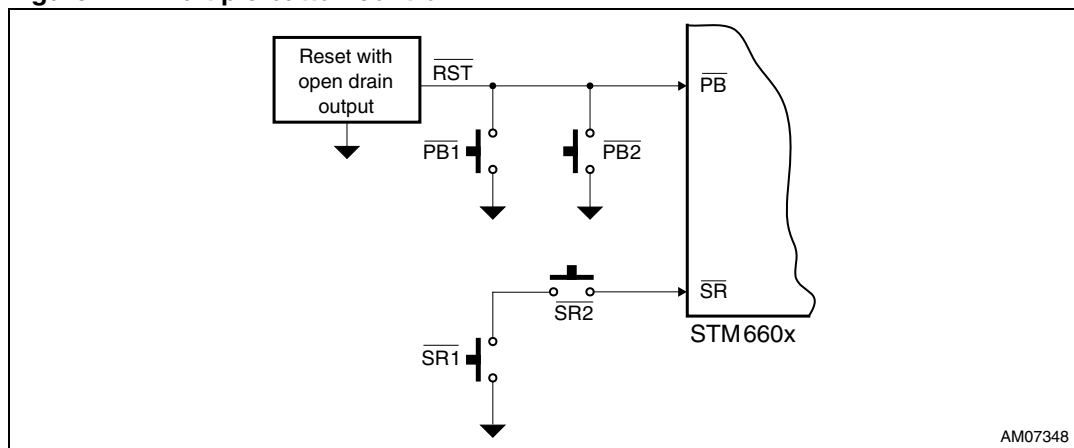 Reset with
open drain
output
RST
PB
PB1
PB2
SR
SR2
STM660x
SR1
AM07348